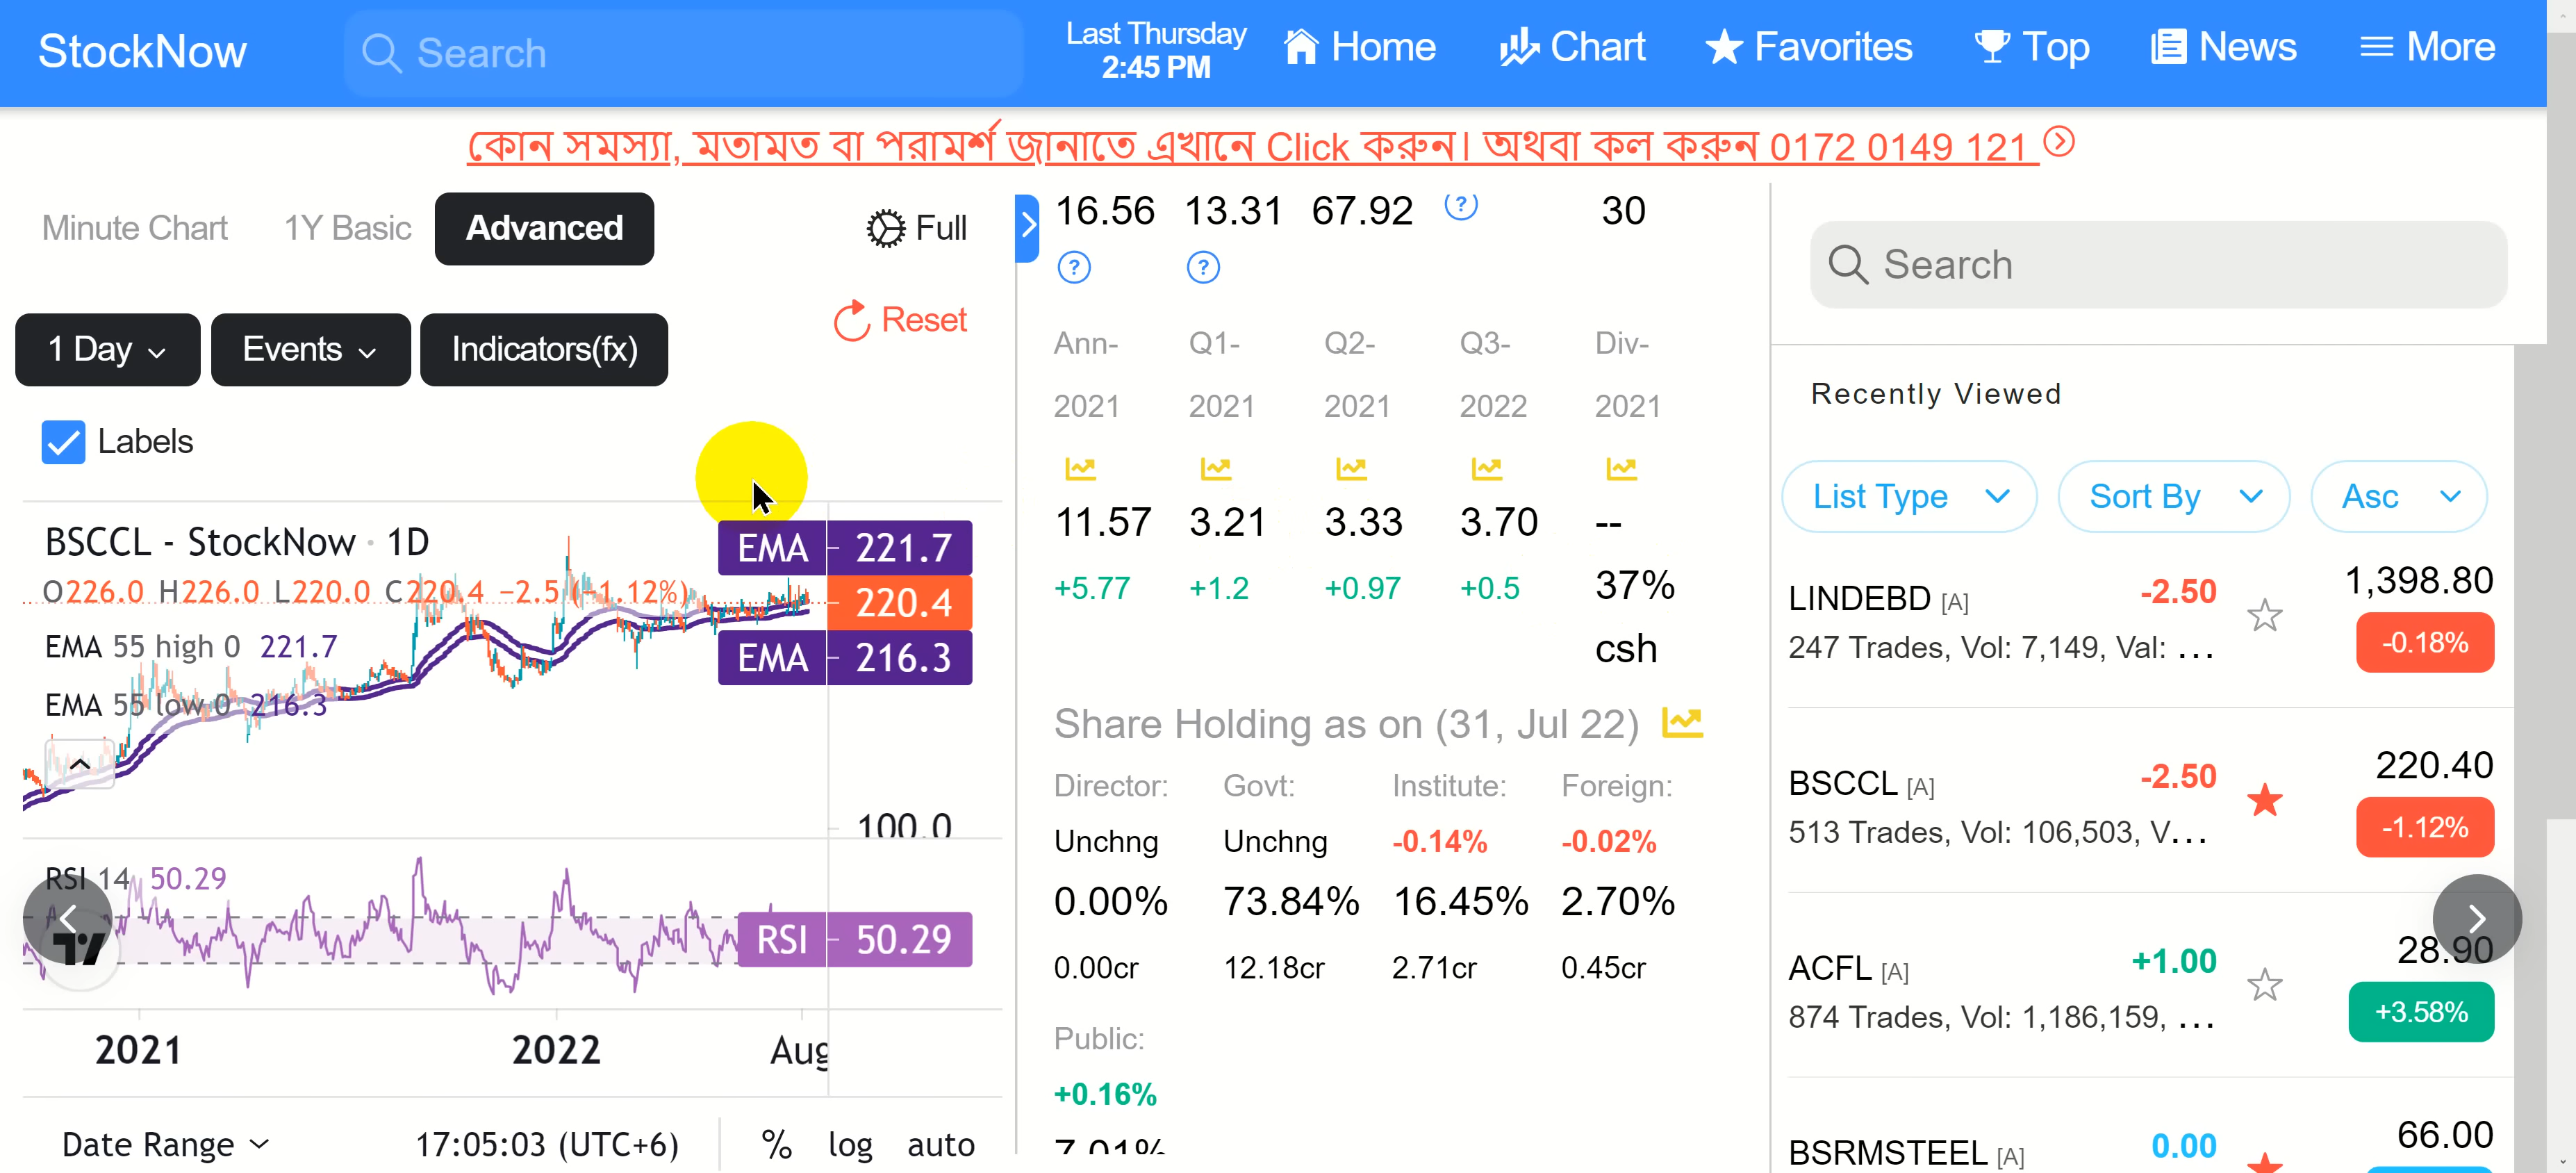 StockNow
Search
Last Thursday
2:45 PM
Home
Chart
Favorites
Top
News
More
কোন সমস্যা, মতামত বা পরামর্শ জানাতে এখানে Click করুন। অথবা কল করুন 0172 0149 121
Minute Chart
1Y Basic
Advanced
Full
Reset
1 Day
Events
Indicators(fx)
Labels
BSCCL - StockNow · 1D
O226.0 H226.0 L220.0 C220.4 −2.5 (−1.12%)
EMA 55 high 0 221.7
EMA 55 low 0 216.3
EMA 221.7
220.4
EMA 216.3
100.0
RSI 14 50.29
RSI 50.29
2021 2022 Aug
Date Range
17:05:03 (UTC+6)
% log auto
16.56 13.31 67.92 ? 30
? ?
Ann- Q1- Q2- Q3- Div-
2021 2021 2021 2022 2021
11.57 3.21 3.33 3.70 --
+5.77 +1.2 +0.97 +0.5 37%
csh
Share Holding as on (31, Jul 22)
Director: Govt: Institute: Foreign:
Unchng Unchng -0.14% -0.02%
0.00% 73.84% 16.45% 2.70%
0.00cr 12.18cr 2.71cr 0.45cr
Public:
+0.16%
7.01%
Search
Recently Viewed
List Type
Sort By
Asc
LINDEBD [A] -2.50 1,398.80
247 Trades, Vol: 7,149, Val: ... -0.18%
BSCCL [A] -2.50 220.40
513 Trades, Vol: 106,503, V... -1.12%
ACFL [A] +1.00 28.90
874 Trades, Vol: 1,186,159, ... +3.58%
BSRMSTEEL [A] 0.00 66.00